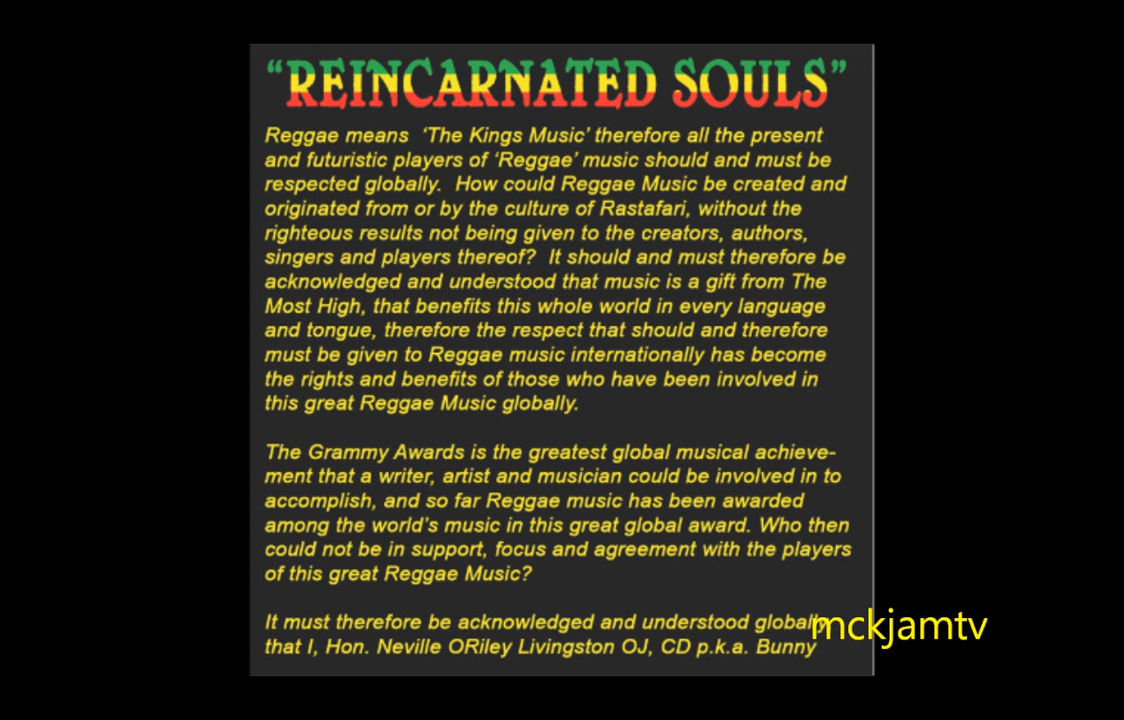 “REINCARNATED SOULS”
Reggae means ‘The Kings Music’ therefore all the present
and futuristic players of ‘Reggae’ music should and must be
respected globally. How could Reggae Music be created and
originated from or by the culture of Rastafari, without the
righteous results not being given to the creators, authors,
singers and players thereof? It should and must therefore be
acknowledged and understood that music is a gift from The
Most High, that benefits this whole world in every language
and tongue, therefore the respect that should and therefore
must be given to Reggae music internationally has become
the rights and benefits of those who have been involved in
this great Reggae Music globally.
The Grammy Awards is the greatest global musical achieve-
ment that a writer, artist and musician could be involved in to
accomplish, and so far Reggae music has been awarded
among the world’s music in this great global award. Who then
could not be in support, focus and agreement with the players
of this great Reggae Music?
It must therefore be acknowledged and understood globally
that I, Hon. Neville ORiley Livingston OJ, CD p.k.a. Bunny
mckjamtv